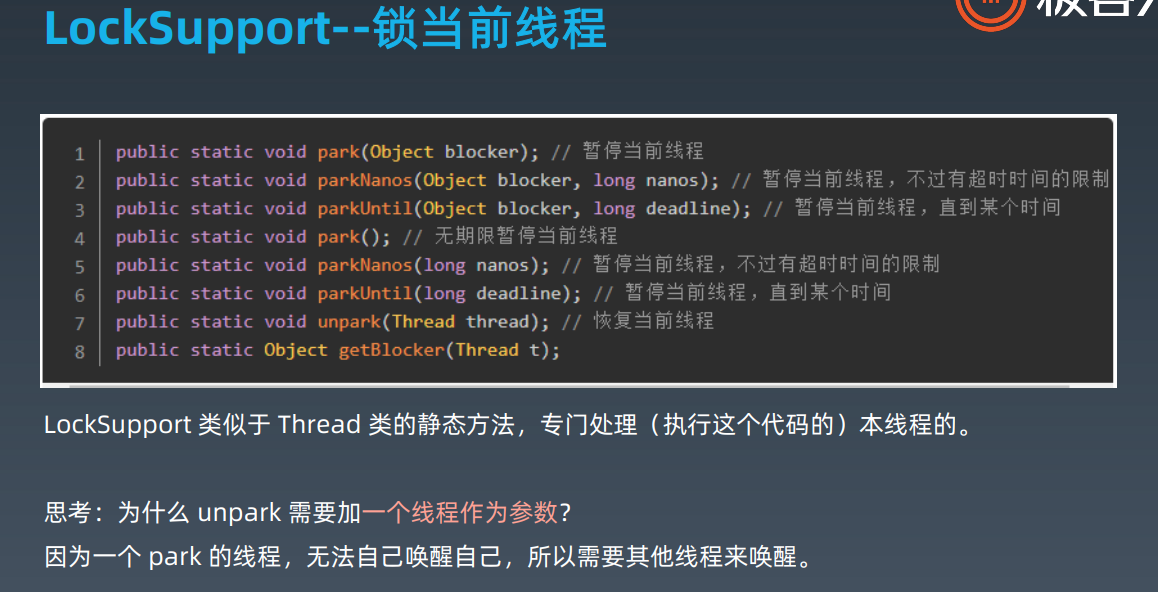 LockSupport--锁当前线程
1 public static void park(Object blocker); // 暂停当前线程
2 public static void parkNanos(Object blocker, long nanos); // 暂停当前线程，不过有超时时间的限制
3 public static void parkUntil(Object blocker, long deadline); // 暂停当前线程，直到某个时间
4 public static void park(); // 无期限暂停当前线程
5 public static void parkNanos(long nanos); // 暂停当前线程，不过有超时时间的限制
6 public static void parkUntil(long deadline); // 暂停当前线程，直到某个时间
7 public static void unpark(Thread thread); // 恢复当前线程
8 public static Object getBlocker(Thread t);
LockSupport 类似于 Thread 类的静态方法，专门处理（执行这个代码的）本线程的。
思考：为什么 unpark 需要加一个线程作为参数？
因为一个 park 的线程，无法自己唤醒自己，所以需要其他线程来唤醒。